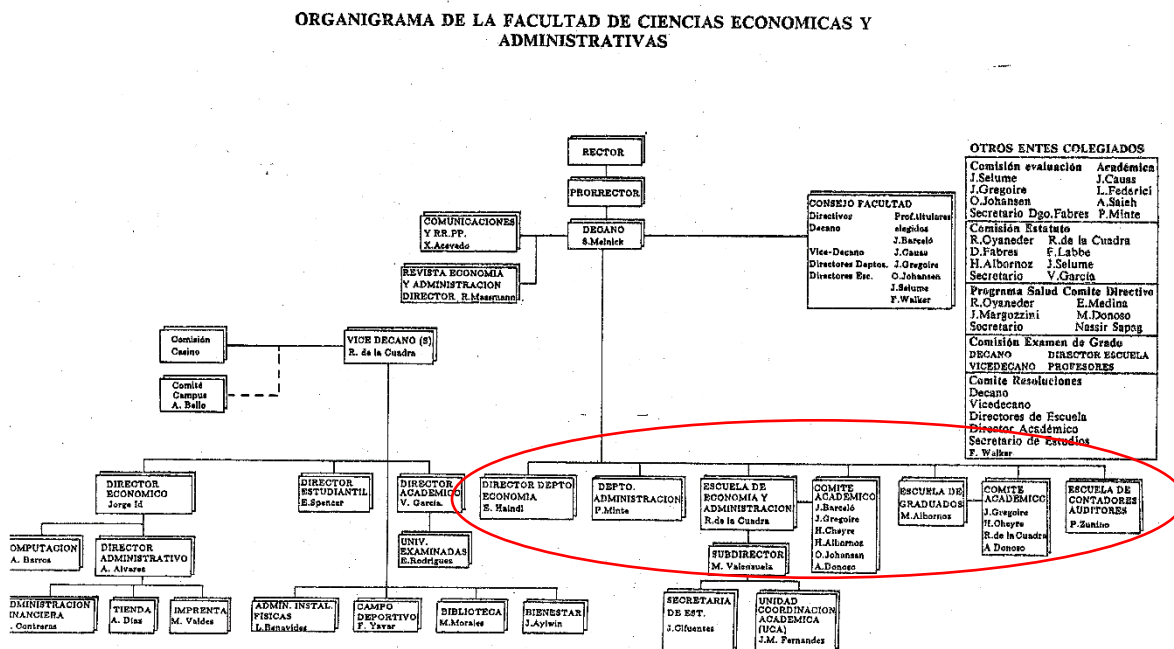 ORGANIGRAMA DE LA FACULTAD DE CIENCIAS ECONOMICAS Y
ADMINISTRATIVAS
RECTOR
PRORRECTOR
DECANO
S.Melnick
COMUNICACIONES
Y RR.PP.
X.Acevedo
REVISTA ECONOMIA
Y ADMINISTRACION
DIRECTOR R.Massmann
CONSEJO FACULTAD
Directivos Prof.titulares
Decano elegidos
J.Barceló
Vice-Decano J.Causs
Directores Deptos. J.Gregoire
Directores Esc. O.Johansen
J.Selume
F.Walker
OTROS ENTES COLEGIADOS
Comisión evaluación Académica
J.Selume J.Causs
J.Gregoire L.Federici
O.Johansen A.Saieh
Secretario Dgo.Fabres P.Minte
Comisión Estatuto
R.Oyaneder R.de la Cuadra
D.Fabres F.Labbe
H.Albornoz J.Selume
Secretario V.García
Programa Salud Comite Directivo
R.Oyaneder E.Medina
J.Margozzini M.Donoso
Secretario Nassir Sapag
Comisión Examen de Grado
DECANO DIRECTOR ESCUELA
VICEDECANO PROFESORES
Comite Resoluciones
Decano
Vicedecano
Directores de Escuela
Director Académico
Secretario de Estudios
F. Walker
Comisión
Casino
VICE DECANO (S)
R. de la Cuadra
Comité
Campus
A. Bello
DIRECTOR
ECONOMICO
Jorge Id
DIRECTOR
ESTUDIANTIL
E.Spencer
DIRECTOR
ACADEMICO
V. García.
DIRECTOR DEPTO
ECONOMIA
E. Haindl
DEPTO.
ADMINISTRACION
P.Minte
ESCUELA DE
ECONOMIA Y
ADMINISTRACION
R.de la Cuadra
COMITE
ACADEMICO
J.Barceló
J.Gregoire
H.Cheyre
H.Albornoz
O.Johansen
A.Donoso
ESCUELA DE
GRADUADOS
M.Albornos
COMITE
ACADEMICO
J.Gregoire
H.Cheyre
R.de la Cuadra
A Donoso
ESCUELA DE
CONTADORES
AUDITORES
P.Zunino
OMPUTACION
A. Barros
DIRECTOR
ADMINISTRATIVO
A. Alvares
UNIV.
EXAMINADAS
E.Rodrigues
SUBDIRECTOR
M. Valensuela
DMINISTRACION
INANCIERA
. Contreras
TIENDA
A. Dias
IMPRENTA
M. Valdes
ADMIN. INSTAL.
FISICAS
L.Benavides
CAMPO
DEPORTIVO
F. Yavar
BIBLIOTECA
M.Morales
BIENESTAR
J.Aylwin
SECRETARIA
DE EST.
J.Cifuentes
UNIDAD
COORDINACION
ACADEMICA
(UCA)
J.M. Fernandez